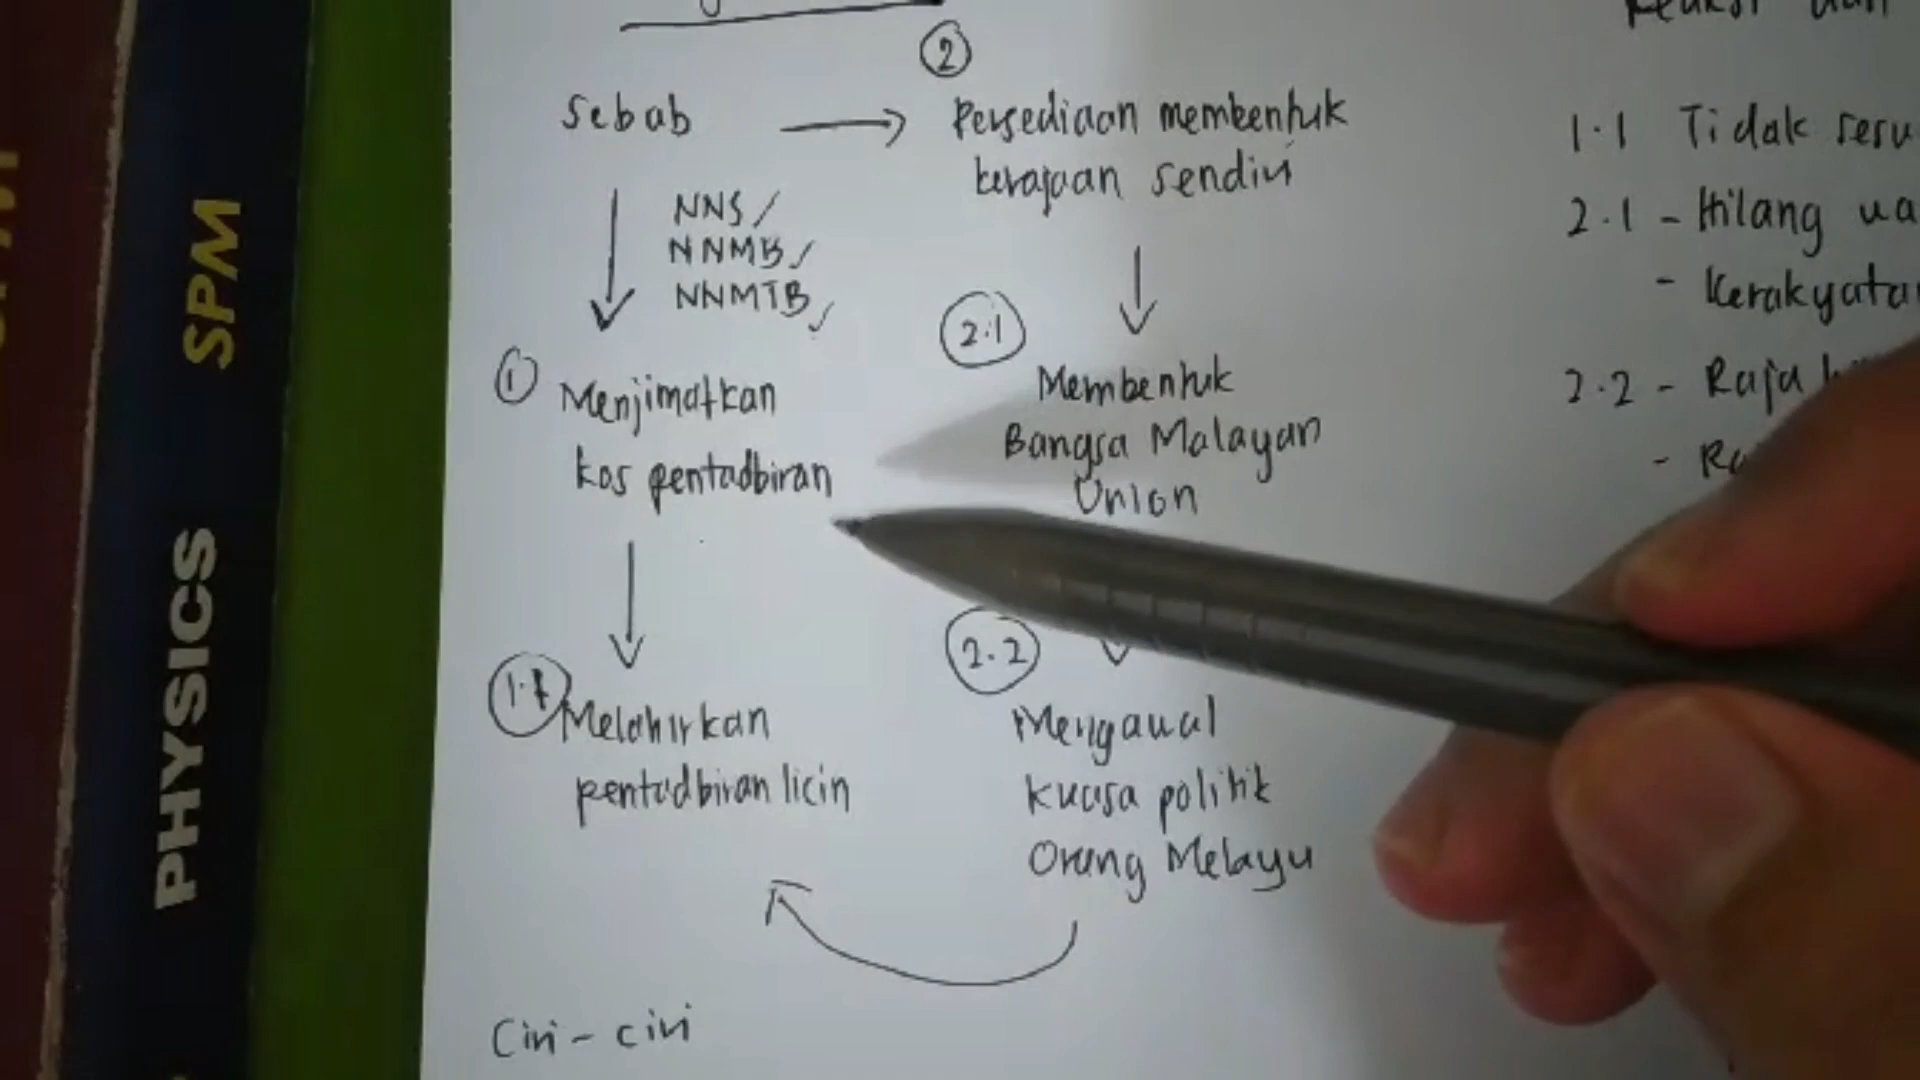 SPM
PHYSICS
②
Sebab → Persediaan membentuk
kerajaan sendiri
NNS /
NNMB /
NNMTB /
① Menjimatkan
kos pentadbiran
1.1 Melahirkan
pentadbiran licin
2.1
Membentuk
Bangsa Malayan
Union
2.2
Mengawal
kuasa politik
Orang Melayu
Ciri - ciri
Reaksi dan
1.1 Tidak
2.1 - Hilang
-
2.2 - Raja
-